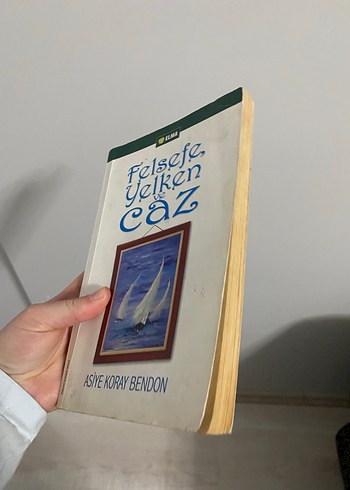 ELMA
Felsefe,
Yelken
ve
caz
ASİYE KORAY BENDON